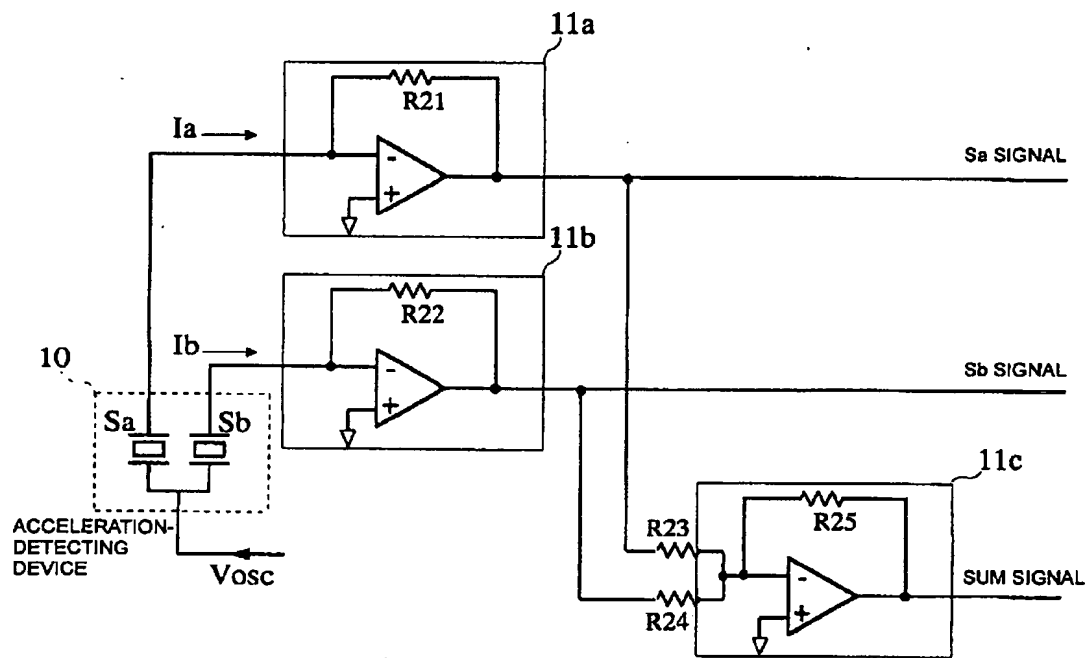 11a
R21
Ia
Sa SIGNAL
-
+
11b
R22
Ib
Sb SIGNAL
-
+
10
Sa Sb
11c
R25
R23
ACCELERATION-
DETECTING
DEVICE
Vosc
-
+
SUM SIGNAL
R24